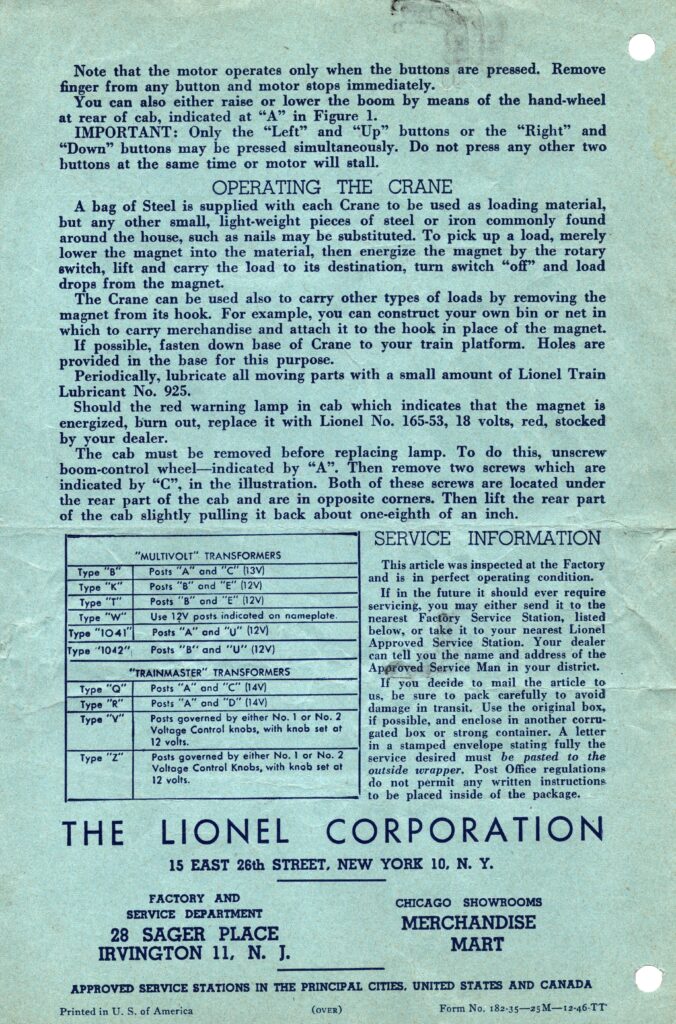 Note that the motor operates only when the buttons are pressed. Remove
finger from any button and motor stops immediately.
You can also either raise or lower the boom by means of the hand-wheel
at rear of cab, indicated at “A” in Figure 1.
IMPORTANT: Only the “Left” and “Up” buttons or the “Right” and
“Down” buttons may be pressed simultaneously. Do not press any other two
buttons at the same time or motor will stall.
OPERATING THE CRANE
A bag of Steel is supplied with each Crane to be used as loading material,
but any other small, light-weight pieces of steel or iron commonly found
around the house, such as nails may be substituted. To pick up a load, merely
lower the magnet into the material, then energize the magnet by the rotary
switch, lift and carry the load to its destination, turn switch “off” and load
drops from the magnet.
The Crane can be used also to carry other types of loads by removing the
magnet from its hook. For example, you can construct your own bin or net in
which to carry merchandise and attach it to the hook in place of the magnet.
If possible, fasten down base of Crane to your train platform. Holes are
provided in the base for this purpose.
Periodically, lubricate all moving parts with a small amount of Lionel Train
Lubricant No. 925.
Should the red warning lamp in cab which indicates that the magnet is
energized, burn out, replace it with Lionel No. 165-53, 18 volts, red, stocked
by your dealer.
The cab must be removed before replacing lamp. To do this, unscrew
boom-control wheel—indicated by “A”. Then remove two screws which are
indicated by “C”, in the illustration. Both of these screws are located under
the rear part of the cab and are in opposite corners. Then lift the rear part
of the cab slightly pulling it back about one-eighth of an inch.
"MULTIVOLT" TRANSFORMERS
Type "B" Posts "A" and "C" (13V)
Type "K" Posts "B" and "E" (12V)
Type "T" Posts "B" and "E" (12V)
Type "W" Use 12V posts indicated on nameplate.
Type "1041" Posts "A" and "U" (12V)
Type "1042" Posts "B" and "U" (12V)
"TRAINMASTER" TRANSFORMERS
Type "Q" Posts "A" and "C" (14V)
Type "R" Posts "A" and "D" (14V)
Type "V" Posts governed by either No. 1 or No. 2
Voltage Control knobs, with knob set at
12 volts.
Type "Z" Posts governed by either No. 1 or No. 2
Voltage Control Knobs, with knob set at
12 volts.
SERVICE INFORMATION
This article was inspected at the Factory
and is in perfect operating condition.
If in the future it should ever require
servicing, you may either send it to the
nearest Factory Service Station, listed
below, or take it to your nearest Lionel
Approved Service Station. Your dealer
can tell you the name and address of the
Approved Service Man in your district.
If you decide to mail the article to
us, be sure to pack carefully to avoid
damage in transit. Use the original box,
if possible, and enclose in another corru-
gated box or strong container. A letter
in a stamped envelope stating fully the
service desired must be pasted to the
outside wrapper. Post Office regulations
do not permit any written instructions
to be placed inside of the package.
THE LIONEL CORPORATION
15 EAST 26th STREET, NEW YORK 10, N. Y.
FACTORY AND
SERVICE DEPARTMENT
28 SAGER PLACE
IRVINGTON 11, N. J.
CHICAGO SHOWROOMS
MERCHANDISE
MART
APPROVED SERVICE STATIONS IN THE PRINCIPAL CITIES, UNITED STATES AND CANADA
Printed in U. S. of America (OVER) Form No. 182-35—25M—12-46-TT